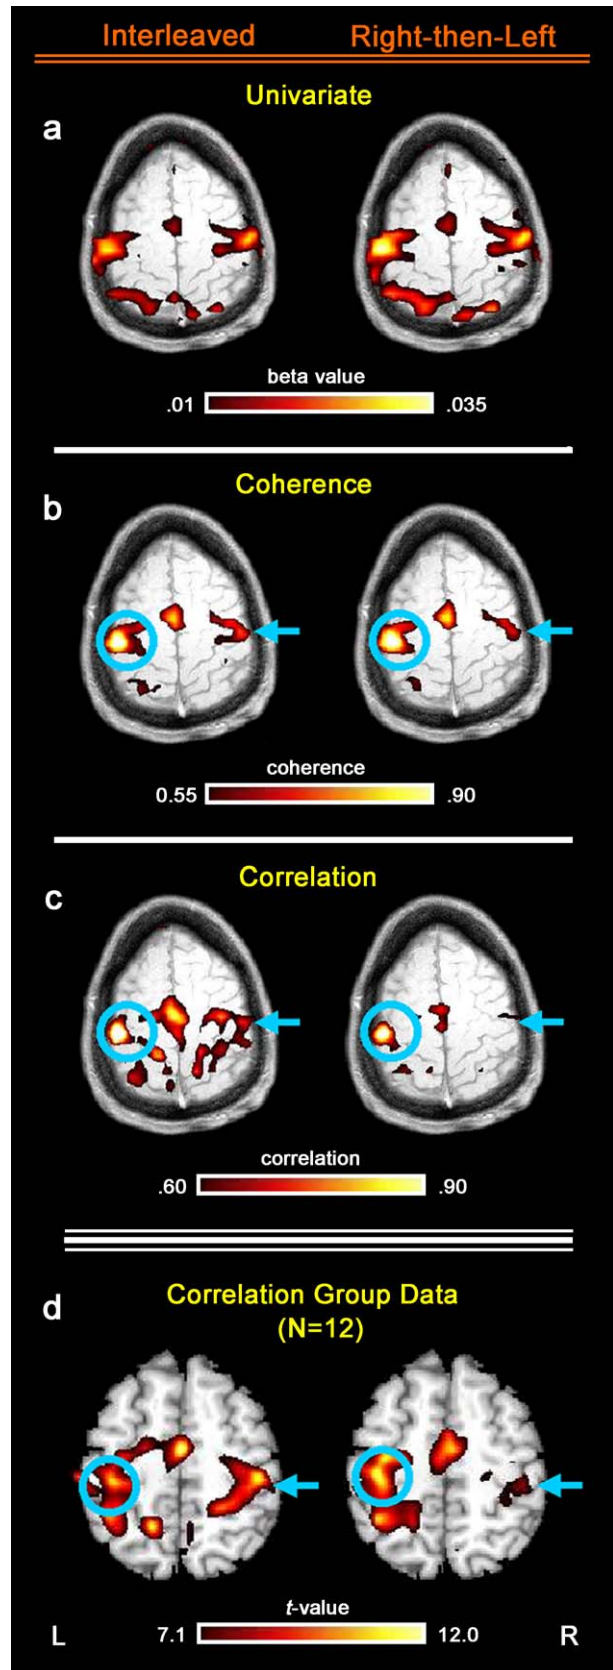 Interleaved Right-then-Left
Univariate
a
beta value
.01 .035
Coherence
b
coherence
0.55 .90
Correlation
c
correlation
.60 .90
d
Correlation Group Data
(N=12)
t-value
L 7.1 12.0 R